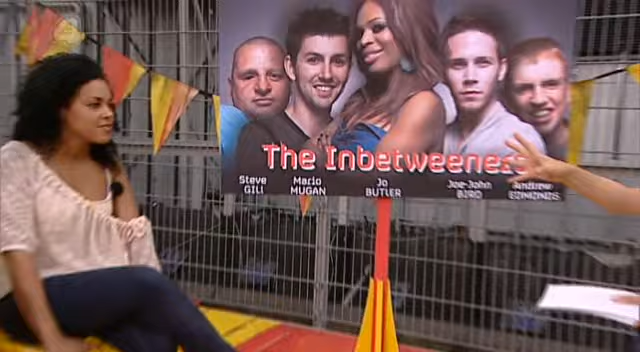 The Inbetweeners
Steve Mario Jo Joe-John Andrew
GILL MUGAN BUTLER BIRD EDMONDS